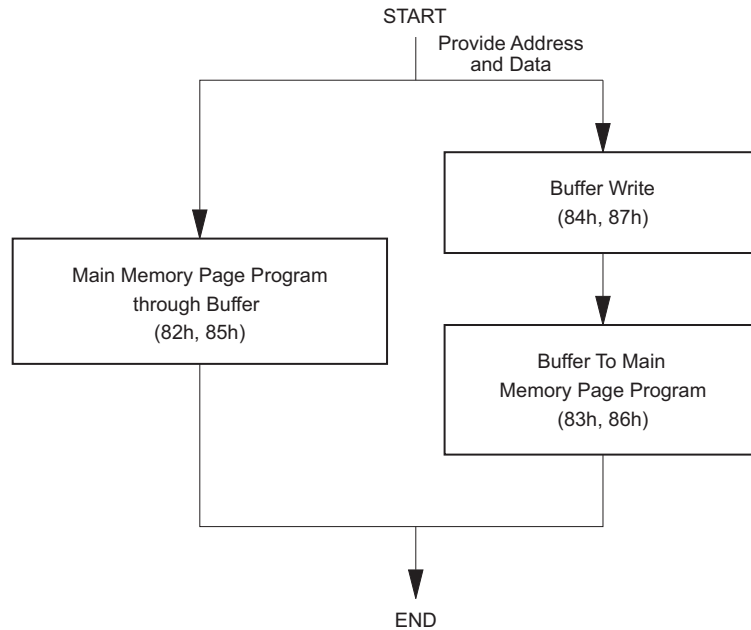 START
Provide Address
and Data
Buffer Write
(84h, 87h)
Main Memory Page Program
through Buffer
(82h, 85h)
Buffer To Main
Memory Page Program
(83h, 86h)
END